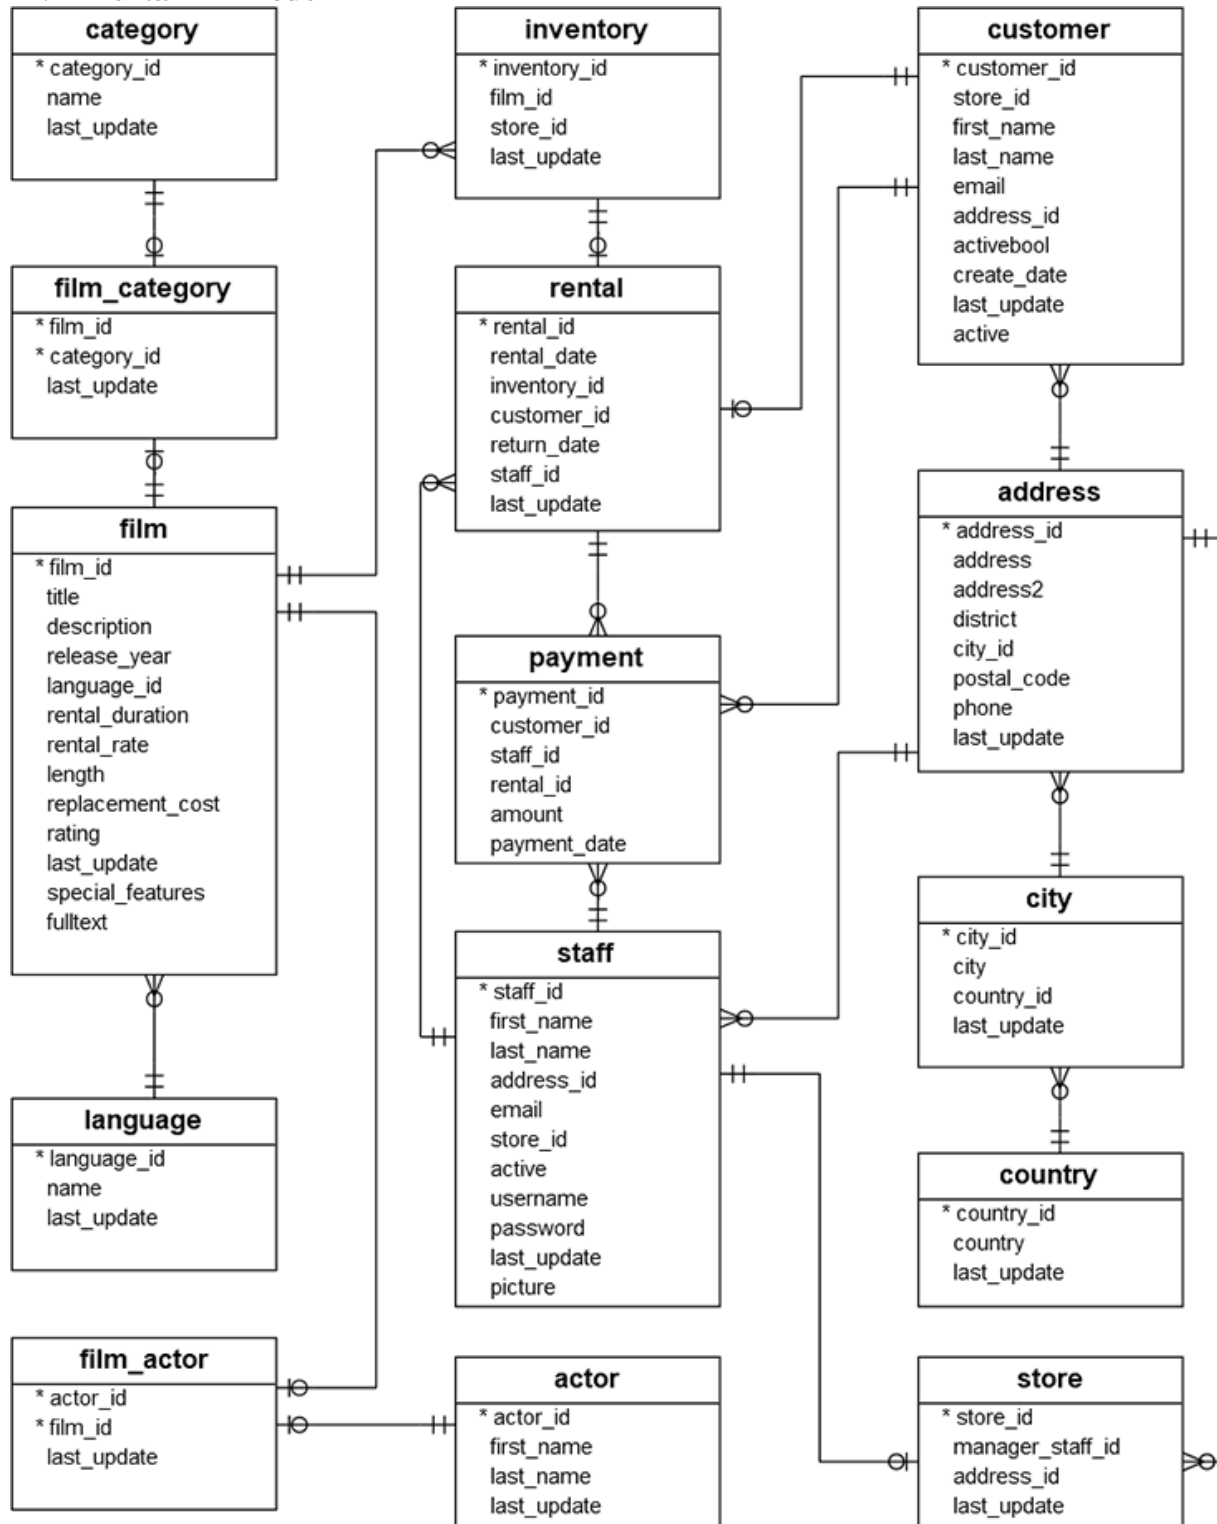 category
* category_id
name
last_update
film_category
* film_id
* category_id
last_update
film
* film_id
title
description
release_year
language_id
rental_duration
rental_rate
length
replacement_cost
rating
last_update
special_features
fulltext
language
* language_id
name
last_update
film_actor
* actor_id
* film_id
last_update
inventory
* inventory_id
film_id
store_id
last_update
rental
* rental_id
rental_date
inventory_id
customer_id
return_date
staff_id
last_update
payment
* payment_id
customer_id
staff_id
rental_id
amount
payment_date
staff
* staff_id
first_name
last_name
address_id
email
store_id
active
username
password
last_update
picture
actor
* actor_id
first_name
last_name
last_update
customer
* customer_id
store_id
first_name
last_name
email
address_id
activebool
create_date
last_update
active
address
* address_id
address
address2
district
city_id
postal_code
phone
last_update
city
* city_id
city
country_id
last_update
country
* country_id
country
last_update
store
* store_id
manager_staff_id
address_id
last_update